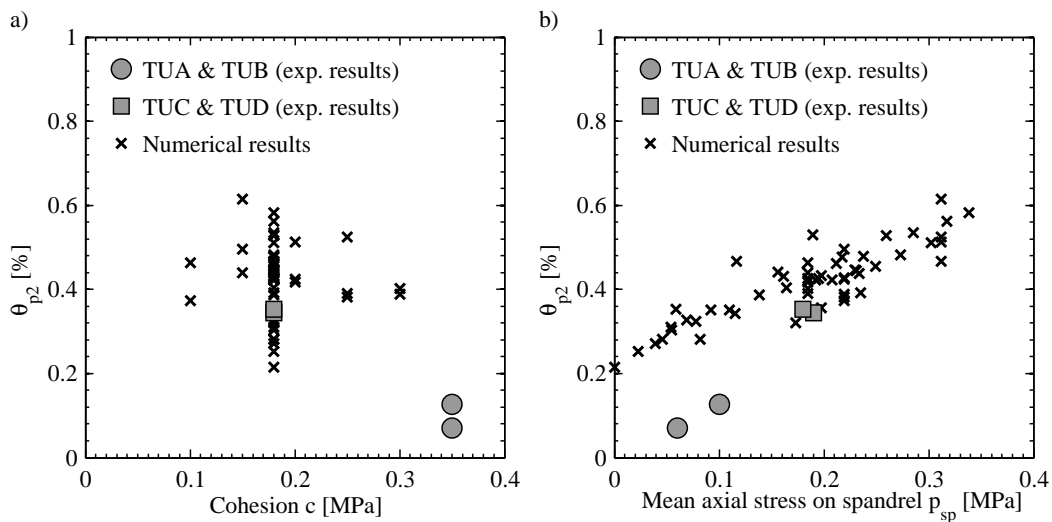 a)
1
0.8
0.6
0.4
0.2
0
θp2 [%]
TUA & TUB (exp. results)
TUC & TUD (exp. results)
Numerical results
0
0.1
0.2
0.3
0.4
Cohesion c [MPa]
b)
1
0.8
0.6
0.4
0.2
0
θp2 [%]
TUA & TUB (exp. results)
TUC & TUD (exp. results)
Numerical results
0
0.1
0.2
0.3
0.4
Mean axial stress on spandrel psp [MPa]